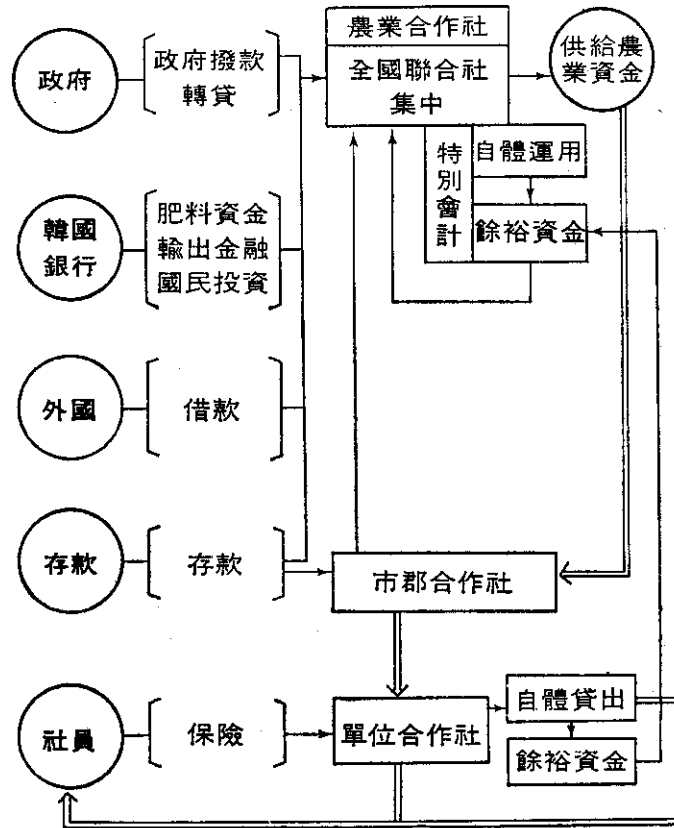 農業合作社
全國聯合社
集中
供給農
業資金
政府
政府撥款
轉貸
特別會計
自體運用
餘裕資金
韓國
銀行
肥料資金
輸出金融
國民投資
外國
借款
存款
存款
市郡合作社
社員
保險
單位合作社
自體貸出
餘裕資金